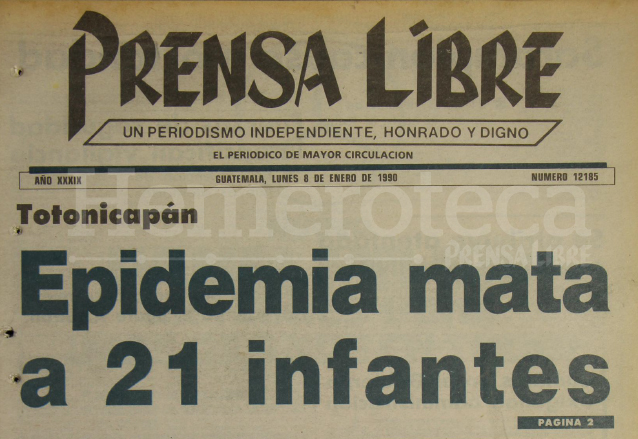 PRENSA LIBRE
UN PERIODISMO INDEPENDIENTE, HONRADO Y DIGNO
EL PERIODICO DE MAYOR CIRCULACION
AÑO XXXIX GUATEMALA, LUNES 8 DE ENERO DE 1990 NUMERO 12185
Hemeroteca
PRENSA LIBRE
Totonicapán
Epidemia mata
a 21 infantes
PAGINA 2